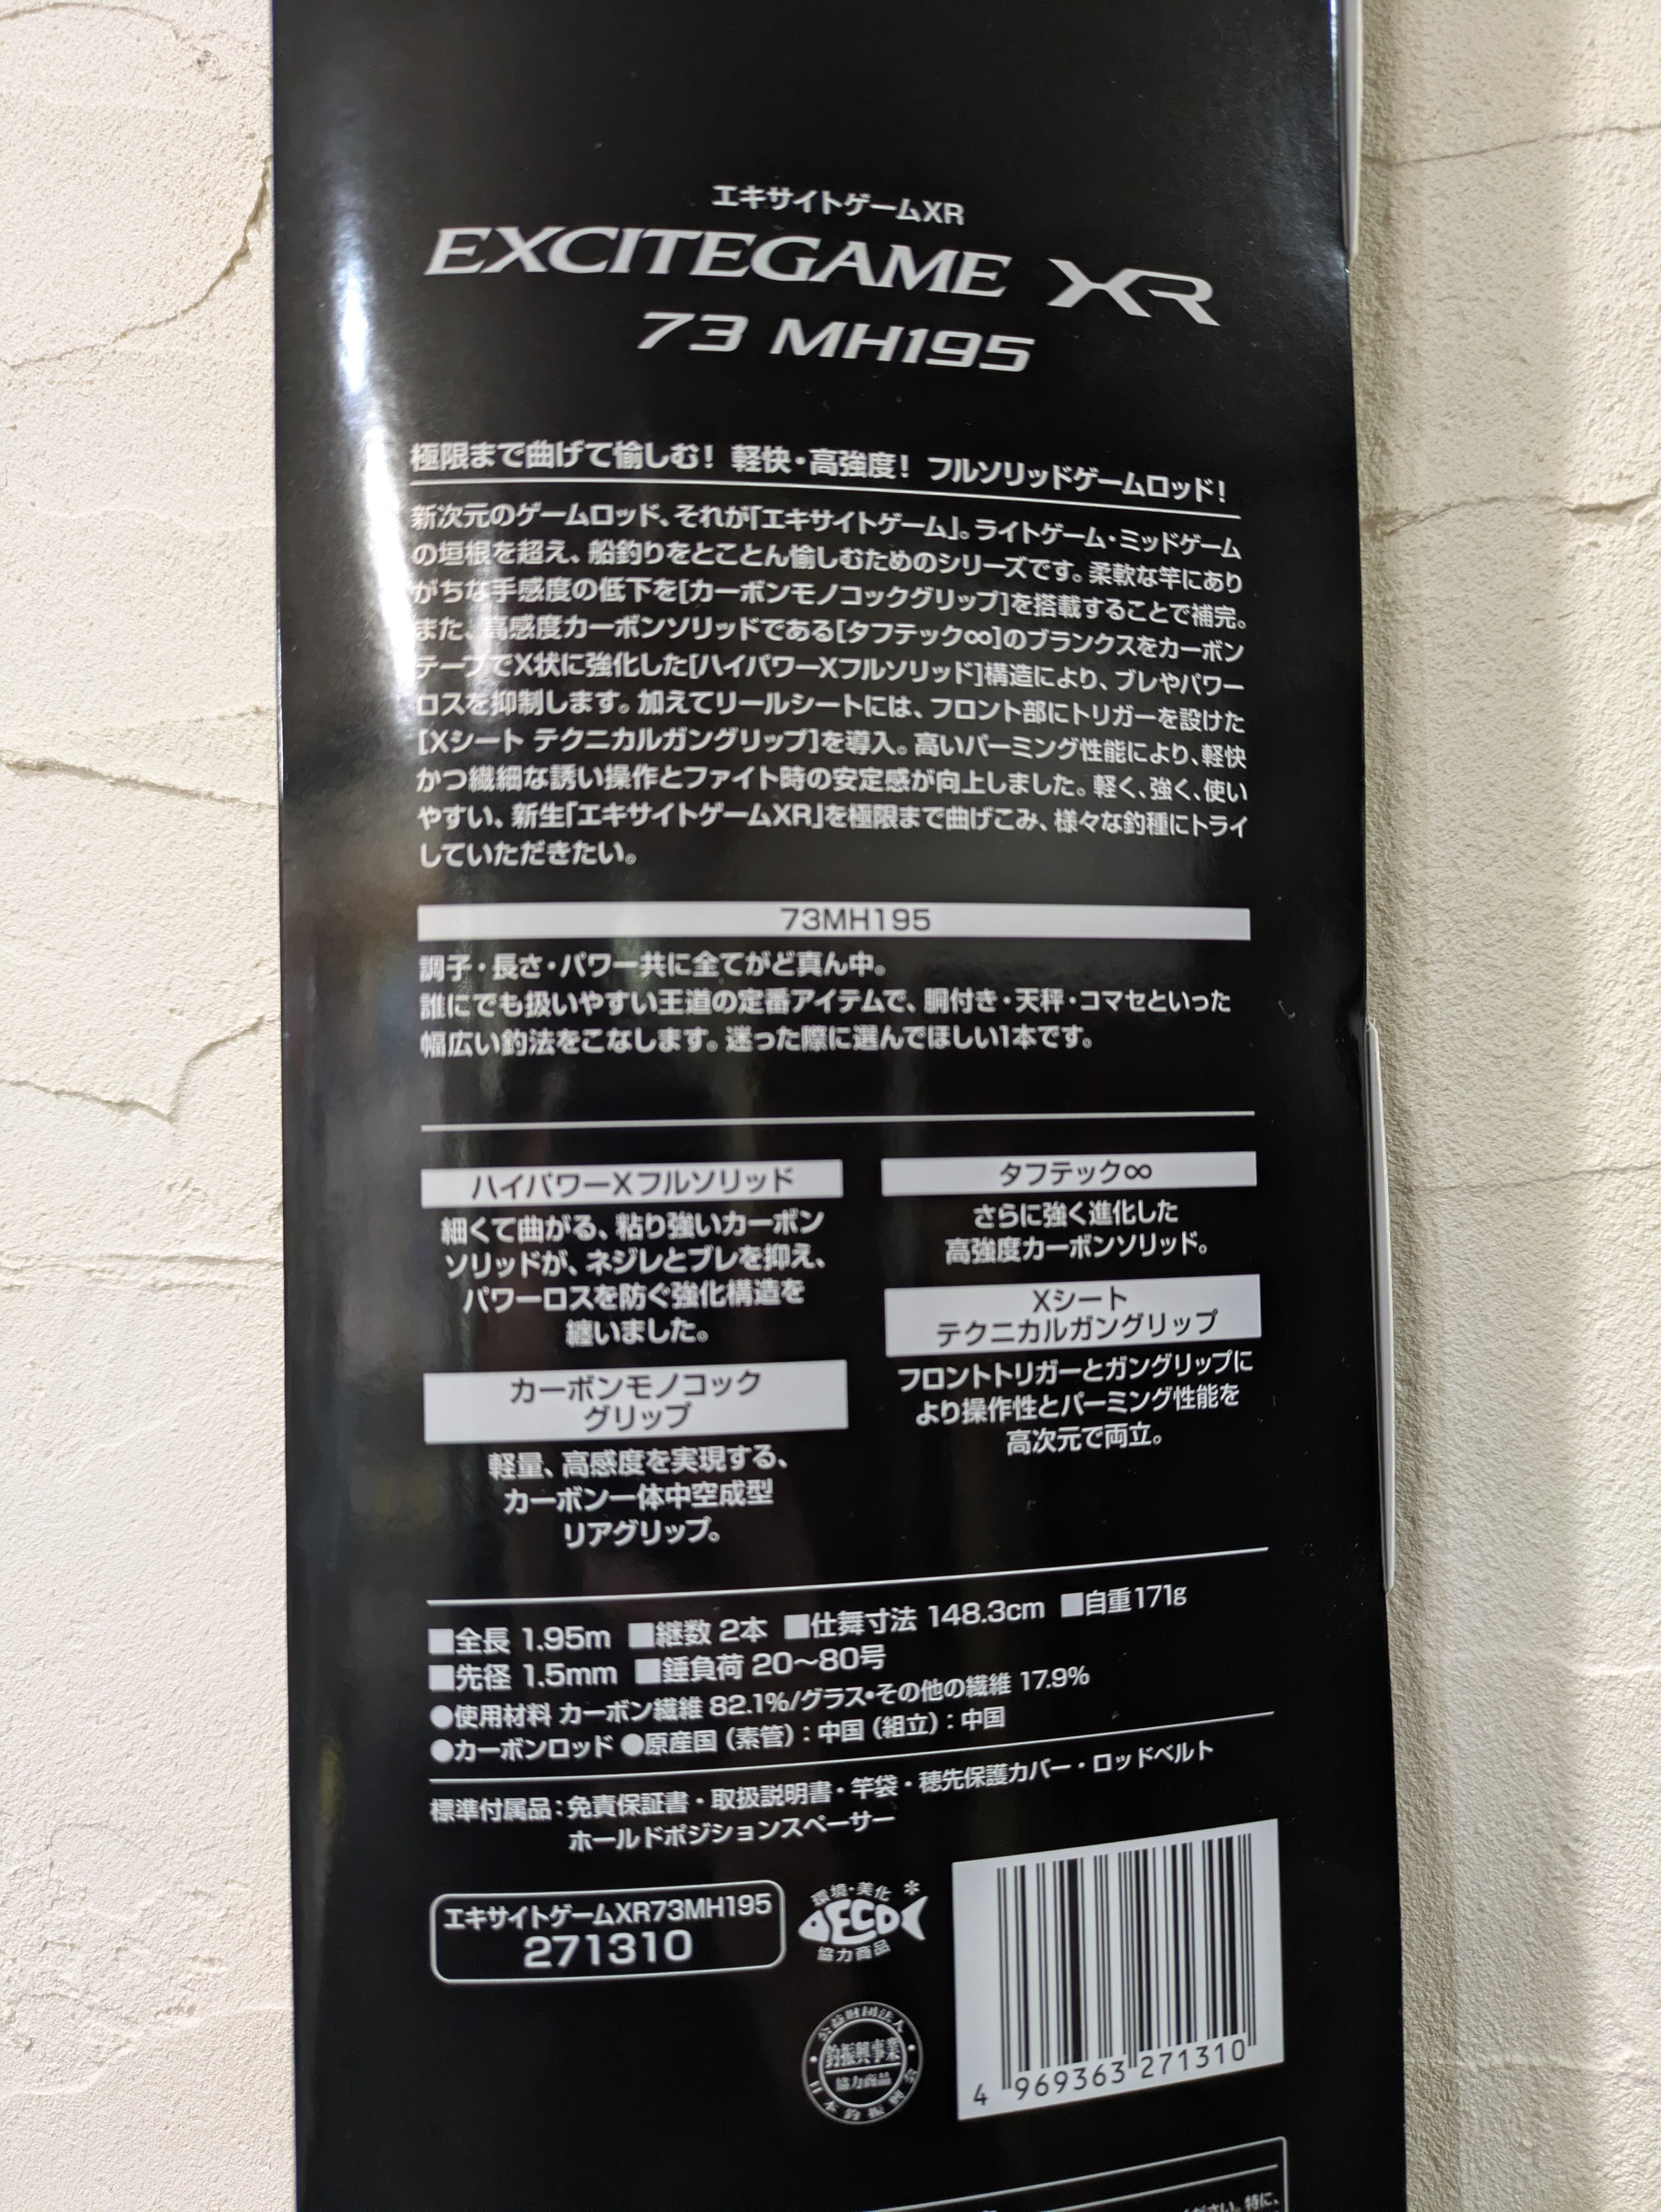 エキサイトゲームXR
EXCITEGAME XR
73 MH195
極限まで曲げて愉しむ！軽快・高強度！フルソリッドゲームロッド！
新次元のゲームロッド、それが「エキサイトゲーム」。ライトゲーム・ミッドゲーム
の垣根を超え、船釣りをとことん愉しむためのシリーズです。柔軟な竿にあり
がちな手感度の低下を[カーボンモノコックグリップ]を搭載することで補完。
また、高感度カーボンソリッドである[タフテック∞]のブランクスをカーボン
テープでX状に強化した[ハイパワーXフルソリッド]構造により、ブレやパワー
ロスを抑制します。加えてリールシートには、フロント部にトリガーを設けた
[Xシート テクニカルガングリップ]を導入。高いパーミング性能により、軽快
かつ繊細な誘い操作とファイト時の安定感が向上しました。軽く、強く、使い
やすい、新生「エキサイトゲームXR」を極限まで曲げこみ、様々な釣種にトライ
していただきたい。
73MH195
調子・長さ・パワー共に全てがど真ん中。
誰にでも扱いやすい王道の定番アイテムで、胴付き・天秤・コマセといった
幅広い釣法をこなします。迷った際に選んでほしい1本です。
ハイパワーXフルソリッド
細くて曲がる、粘り強いカーボン
ソリッドが、ネジレとブレを抑え、
パワーロスを防ぐ強化構造を
纏いました。
カーボンモノコック
グリップ
軽量、高感度を実現する、
カーボン一体中空成型
リアグリップ。
タフテック∞
さらに強く進化した
高強度カーボンソリッド。
Xシート
テクニカルガングリップ
フロントトリガーとガングリップに
より操作性とパーミング性能を
高次元で両立。
■全長 1.95m ■継数 2本 ■仕舞寸法 148.3cm ■自重171g
■先径 1.5mm ■錘負荷 20～80号
●使用材料 カーボン繊維 82.1%/グラス・その他の繊維 17.9%
●カーボンロッド ●原産国（素管）：中国（組立）：中国
標準付属品：免責保証書・取扱説明書・竿袋・穂先保護カバー・ロッドベルト
ホールドポジションスペーサー
エキサイトゲームXR73MH195
271310
環境・美化
ECO
協力商品
公益財団法人
釣振興事業
協力商品
日本釣振興会
4 969363 271310
ください。特に、